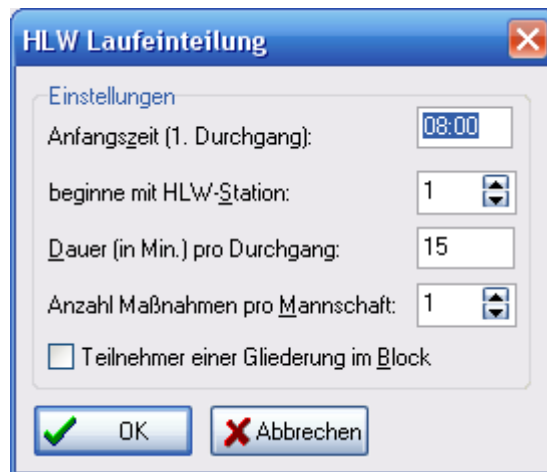 HLW Laufeinteilung
Einstellungen
Anfangszeit (1. Durchgang): 08:00
beginne mit HLW-Station: 1
Dauer (in Min.) pro Durchgang: 15
Anzahl Maßnahmen pro Mannschaft: 1
Teilnehmer einer Gliederung im Block
OK Abbrechen